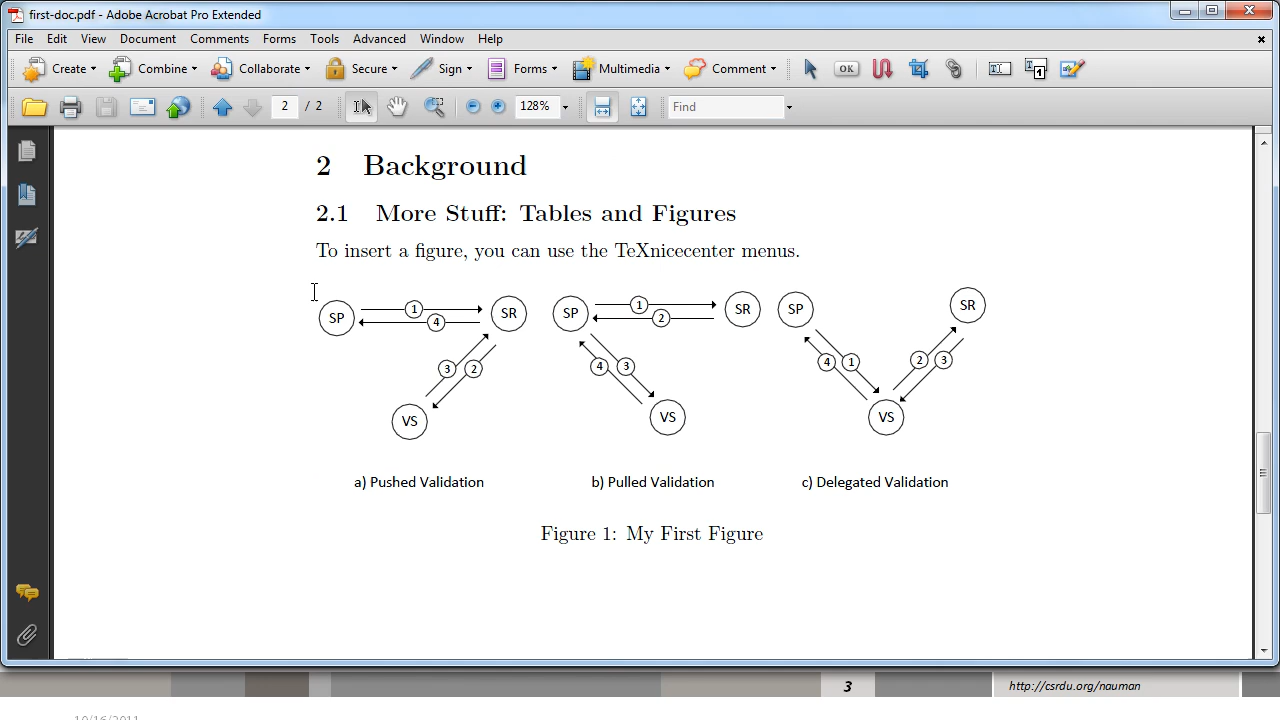 first-doc.pdf - Adobe Acrobat Pro Extended
File Edit View Document Comments Forms Tools Advanced Window Help
Create Combine Collaborate Secure Sign Forms Multimedia Comment OK
2 / 2 128% Find
2 Background
2.1 More Stuff: Tables and Figures
To insert a figure, you can use the TeXnicecenter menus.
SP 1 4 SR 3 2 VS
SP 1 2 SR 4 3 VS
SP 4 1 SR 2 3 VS
a) Pushed Validation b) Pulled Validation c) Delegated Validation
Figure 1: My First Figure
3 http://csrdu.org/nauman
10/16/2011